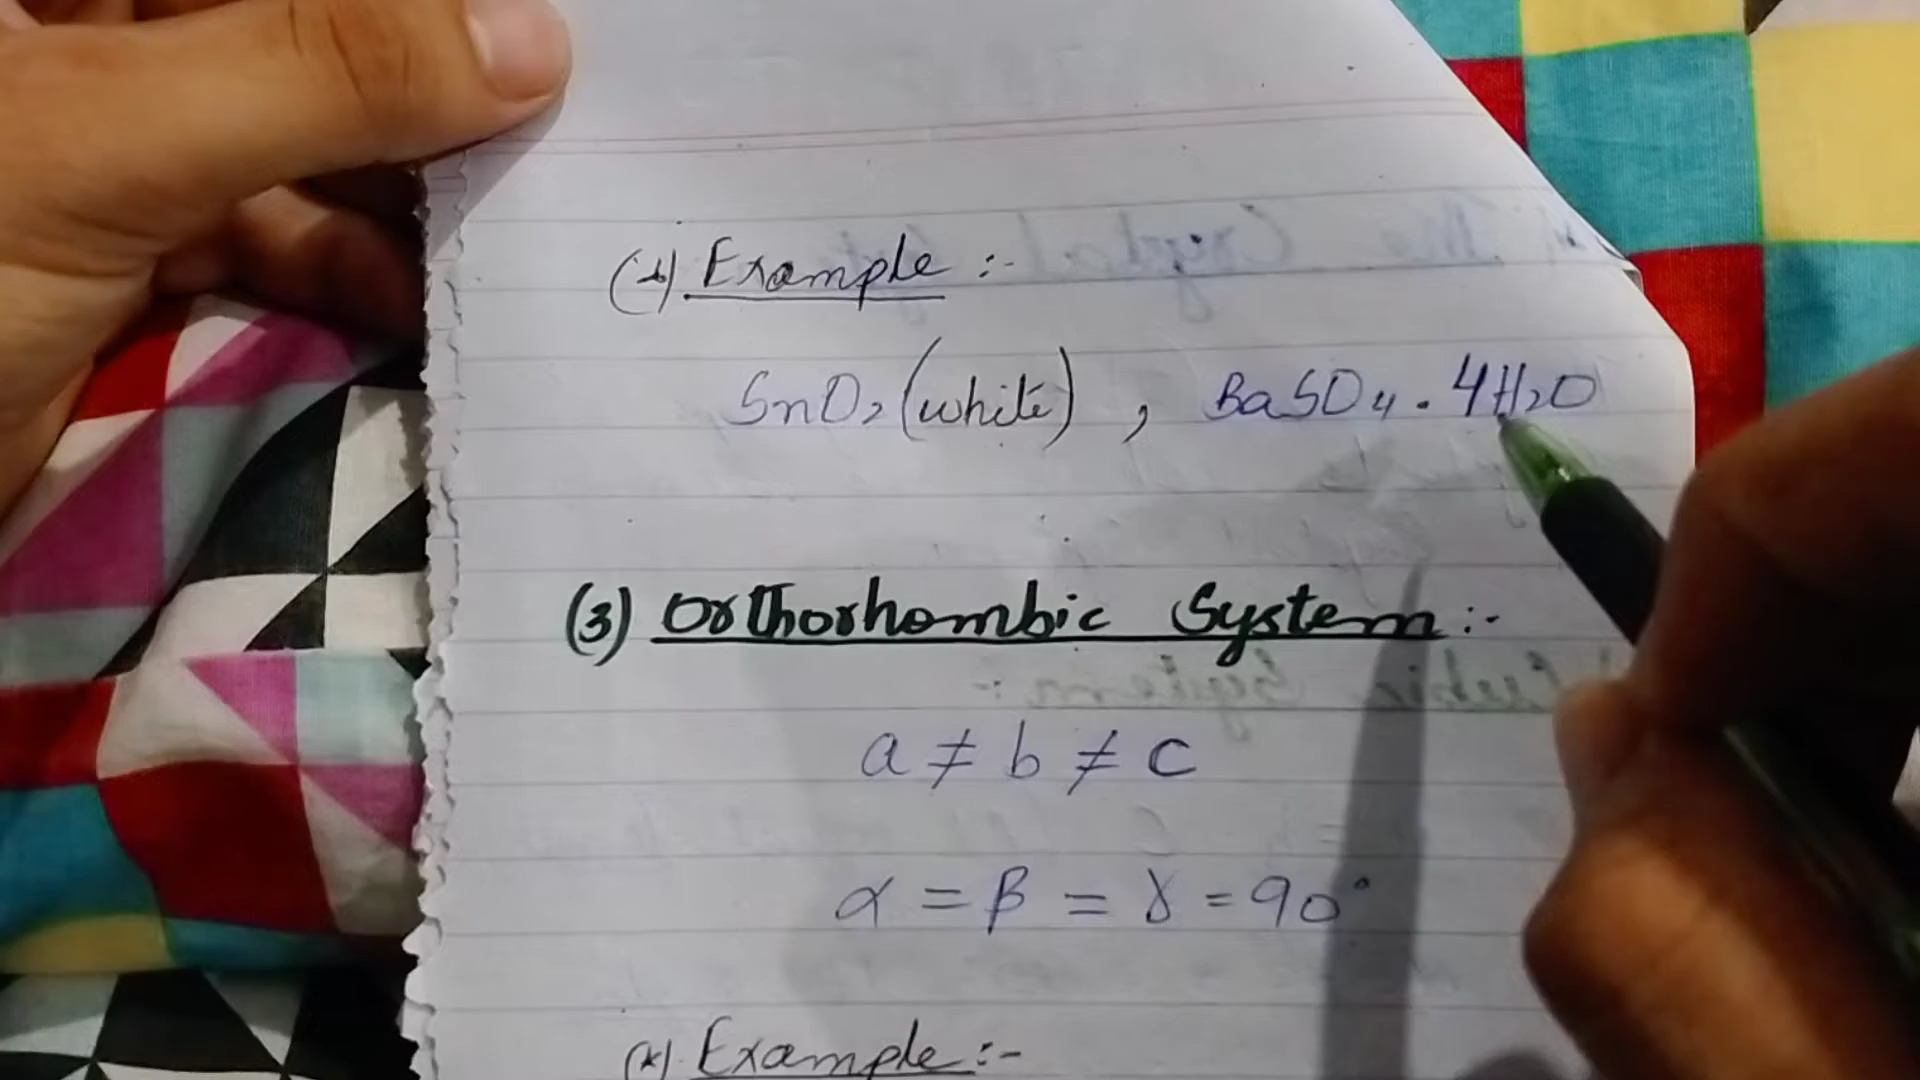 (*) Example :-
SnO2 (white) , BaSO4 . 4H2O
(3) Orthorhombic System :-
a ≠ b ≠ c
α = β = γ = 90°
(*) Example :-